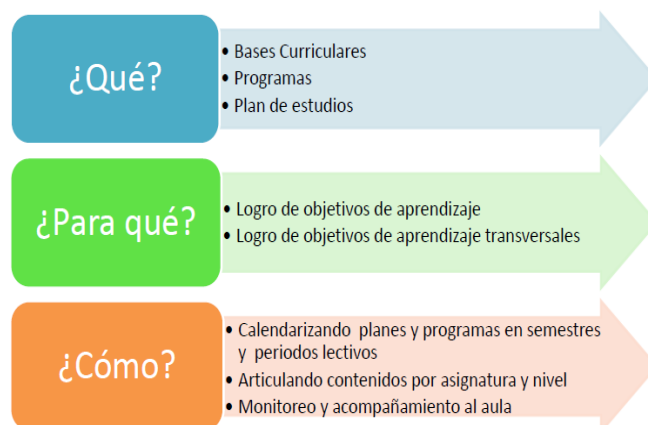 ¿Qué?
• Bases Curriculares
• Programas
• Plan de estudios
¿Para qué?
• Logro de objetivos de aprendizaje
• Logro de objetivos de aprendizaje transversales
¿Cómo?
• Calendarizando planes y programas en semestres
y periodos lectivos
• Articulando contenidos por asignatura y nivel
• Monitoreo y acompañamiento al aula